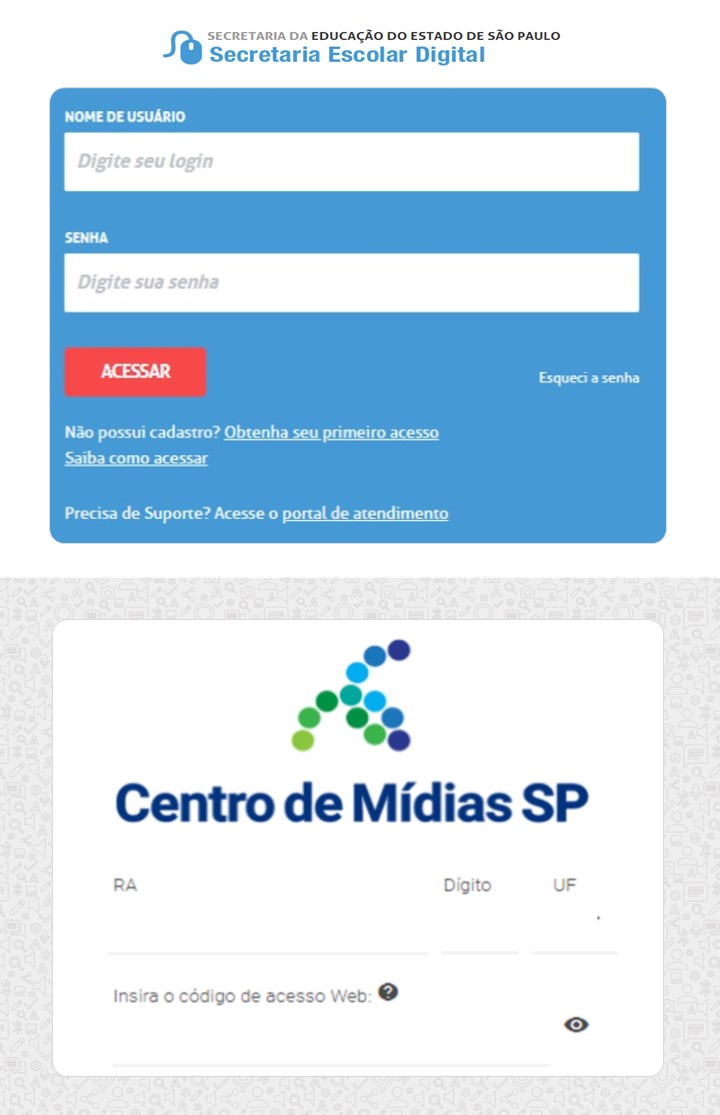 SECRETARIA DA EDUCAÇÃO DO ESTADO DE SÃO PAULO
Secretaria Escolar Digital
NOME DE USUÁRIO
Digite seu login
SENHA
Digite sua senha
ACESSAR
Esqueci a senha
Não possui cadastro? Obtenha seu primeiro acesso
Saiba como acessar
Precisa de Suporte? Acesse o portal de atendimento
Centro de Mídias SP
RA Dígito UF
Insira o código de acesso Web: ?